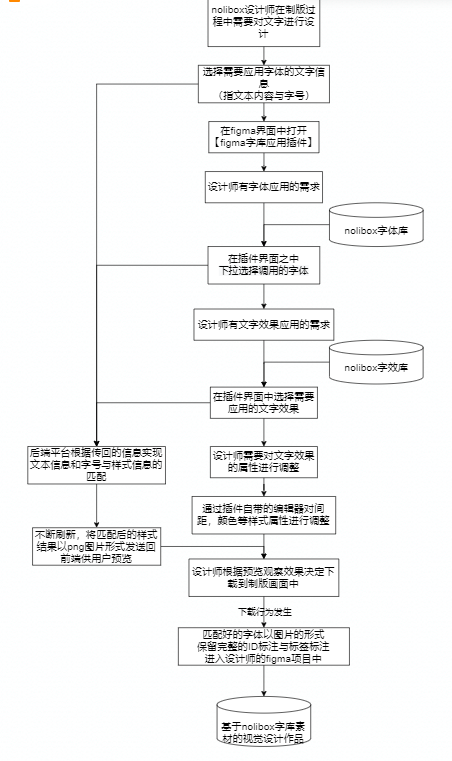 nolibox设计师在制版过
程中需要对文字进行设
计
选择需要应用字体的文字信
息
（指文本内容与字号）
在figma界面中打开
【figma字库应用插件】
设计师有字体应用的需求
nolibox字体库
在插件界面之中
下拉选择调用的字体
设计师有文字效果应用的需求
nolibox字效库
在插件界面中选择需要
应用的文字效果
后端平台根据传回的信息实现
文本信息和字号与样式信息的
匹配
设计师需要对文字效果
的属性进行调整
通过插件自带的编辑器对间
距，颜色等样式属性进行调整
不断刷新，将匹配后的样式
结果以png图片形式发送回
前端供用户预览
设计师根据预览观察效果决定下
载到制版画面中
下载行为发生
匹配好的字体以图片的形式
保留完整的ID标注与标签标注
进入设计师的figma项目中
基于nolibox字库素
材的视觉设计作品